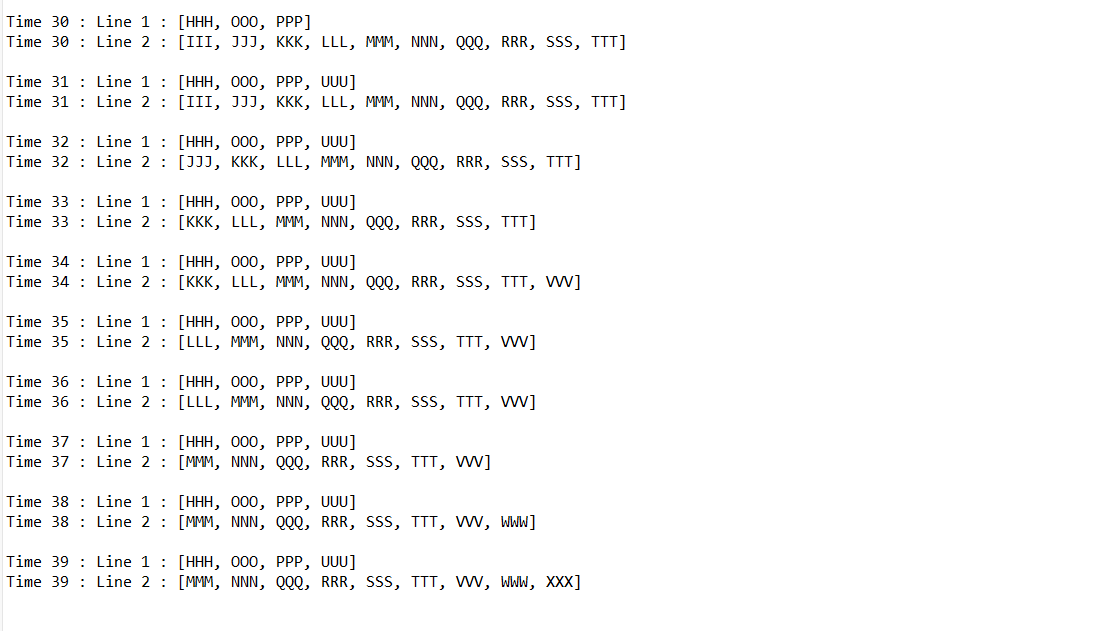 Time 30 : Line 1 : [HHH, OOO, PPP]
Time 30 : Line 2 : [III, JJJ, KKK, LLL, MMM, NNN, QQQ, RRR, SSS, TTT]
Time 31 : Line 1 : [HHH, OOO, PPP, UUU]
Time 31 : Line 2 : [III, JJJ, KKK, LLL, MMM, NNN, QQQ, RRR, SSS, TTT]
Time 32 : Line 1 : [HHH, OOO, PPP, UUU]
Time 32 : Line 2 : [JJJ, KKK, LLL, MMM, NNN, QQQ, RRR, SSS, TTT]
Time 33 : Line 1 : [HHH, OOO, PPP, UUU]
Time 33 : Line 2 : [KKK, LLL, MMM, NNN, QQQ, RRR, SSS, TTT]
Time 34 : Line 1 : [HHH, OOO, PPP, UUU]
Time 34 : Line 2 : [KKK, LLL, MMM, NNN, QQQ, RRR, SSS, TTT, VVV]
Time 35 : Line 1 : [HHH, OOO, PPP, UUU]
Time 35 : Line 2 : [LLL, MMM, NNN, QQQ, RRR, SSS, TTT, VVV]
Time 36 : Line 1 : [HHH, OOO, PPP, UUU]
Time 36 : Line 2 : [LLL, MMM, NNN, QQQ, RRR, SSS, TTT, VVV]
Time 37 : Line 1 : [HHH, OOO, PPP, UUU]
Time 37 : Line 2 : [MMM, NNN, QQQ, RRR, SSS, TTT, VVV]
Time 38 : Line 1 : [HHH, OOO, PPP, UUU]
Time 38 : Line 2 : [MMM, NNN, QQQ, RRR, SSS, TTT, VVV, WWW]
Time 39 : Line 1 : [HHH, OOO, PPP, UUU]
Time 39 : Line 2 : [MMM, NNN, QQQ, RRR, SSS, TTT, VVV, WWW, XXX]